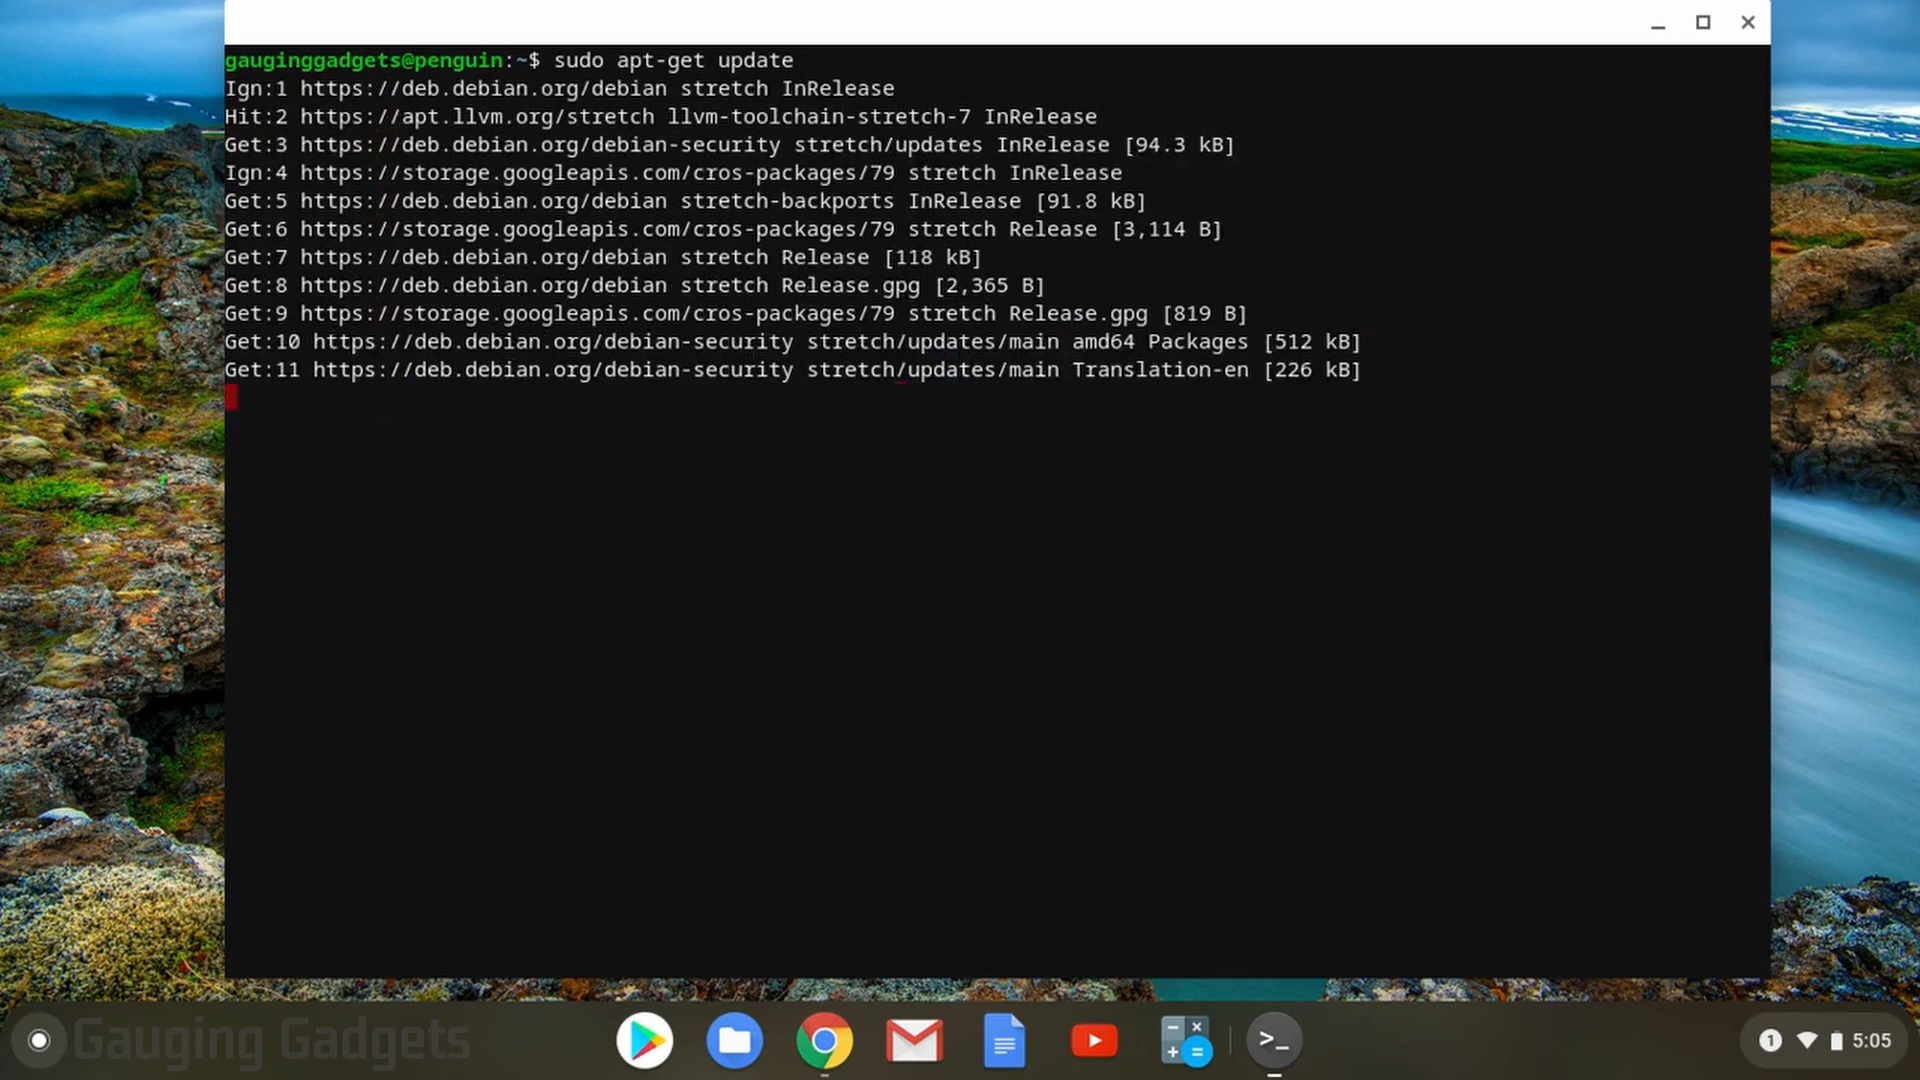 gauginggadgets@penguin:~$ sudo apt-get update
Ign:1 https://deb.debian.org/debian stretch InRelease
Hit:2 https://apt.llvm.org/stretch llvm-toolchain-stretch-7 InRelease
Get:3 https://deb.debian.org/debian-security stretch/updates InRelease [94.3 kB]
Ign:4 https://storage.googleapis.com/cros-packages/79 stretch InRelease
Get:5 https://deb.debian.org/debian stretch-backports InRelease [91.8 kB]
Get:6 https://storage.googleapis.com/cros-packages/79 stretch Release [3,114 B]
Get:7 https://deb.debian.org/debian stretch Release [118 kB]
Get:8 https://deb.debian.org/debian stretch Release.gpg [2,365 B]
Get:9 https://storage.googleapis.com/cros-packages/79 stretch Release.gpg [819 B]
Get:10 https://deb.debian.org/debian-security stretch/updates/main amd64 Packages [512 kB]
Get:11 https://deb.debian.org/debian-security stretch/updates/main Translation-en [226 kB]
Gauging Gadgets
1 5:05